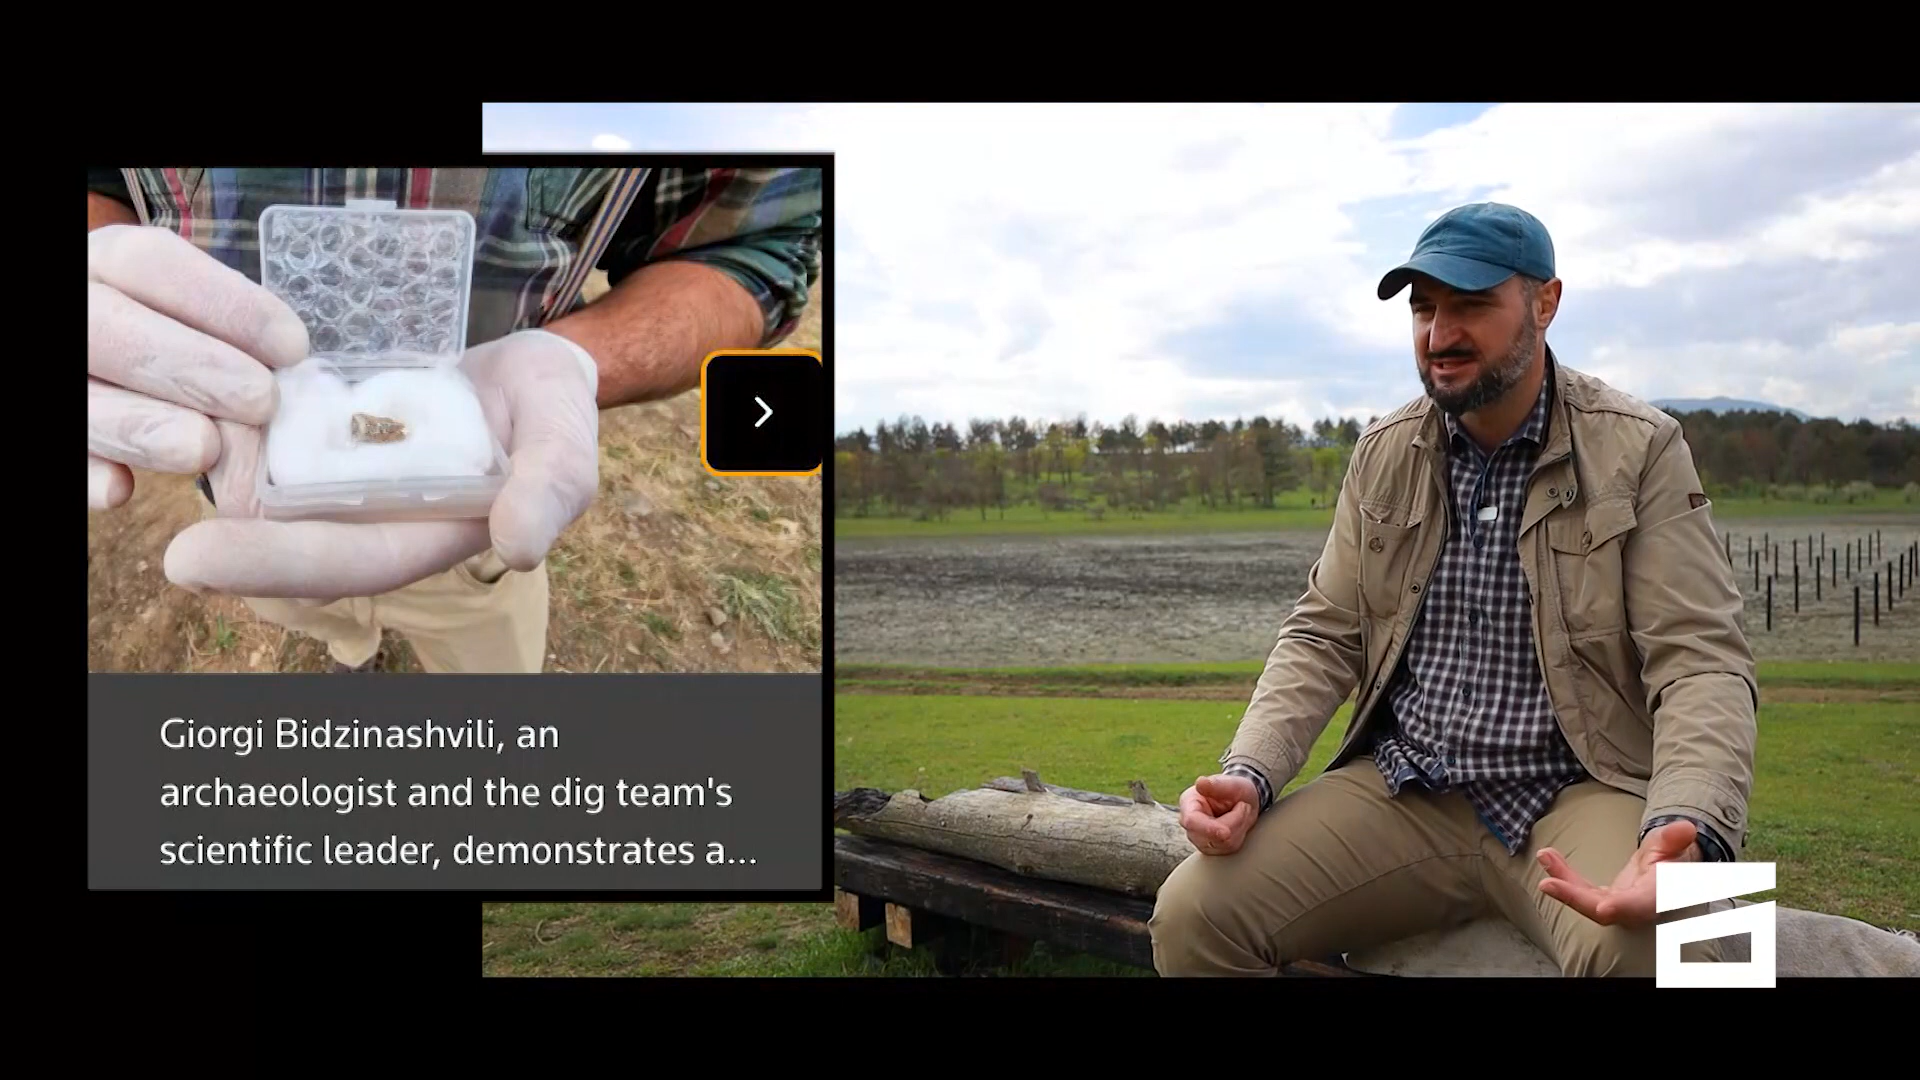 Giorgi Bidzinashvili, an
archaeologist and the dig team's
scientific leader, demonstrates a...